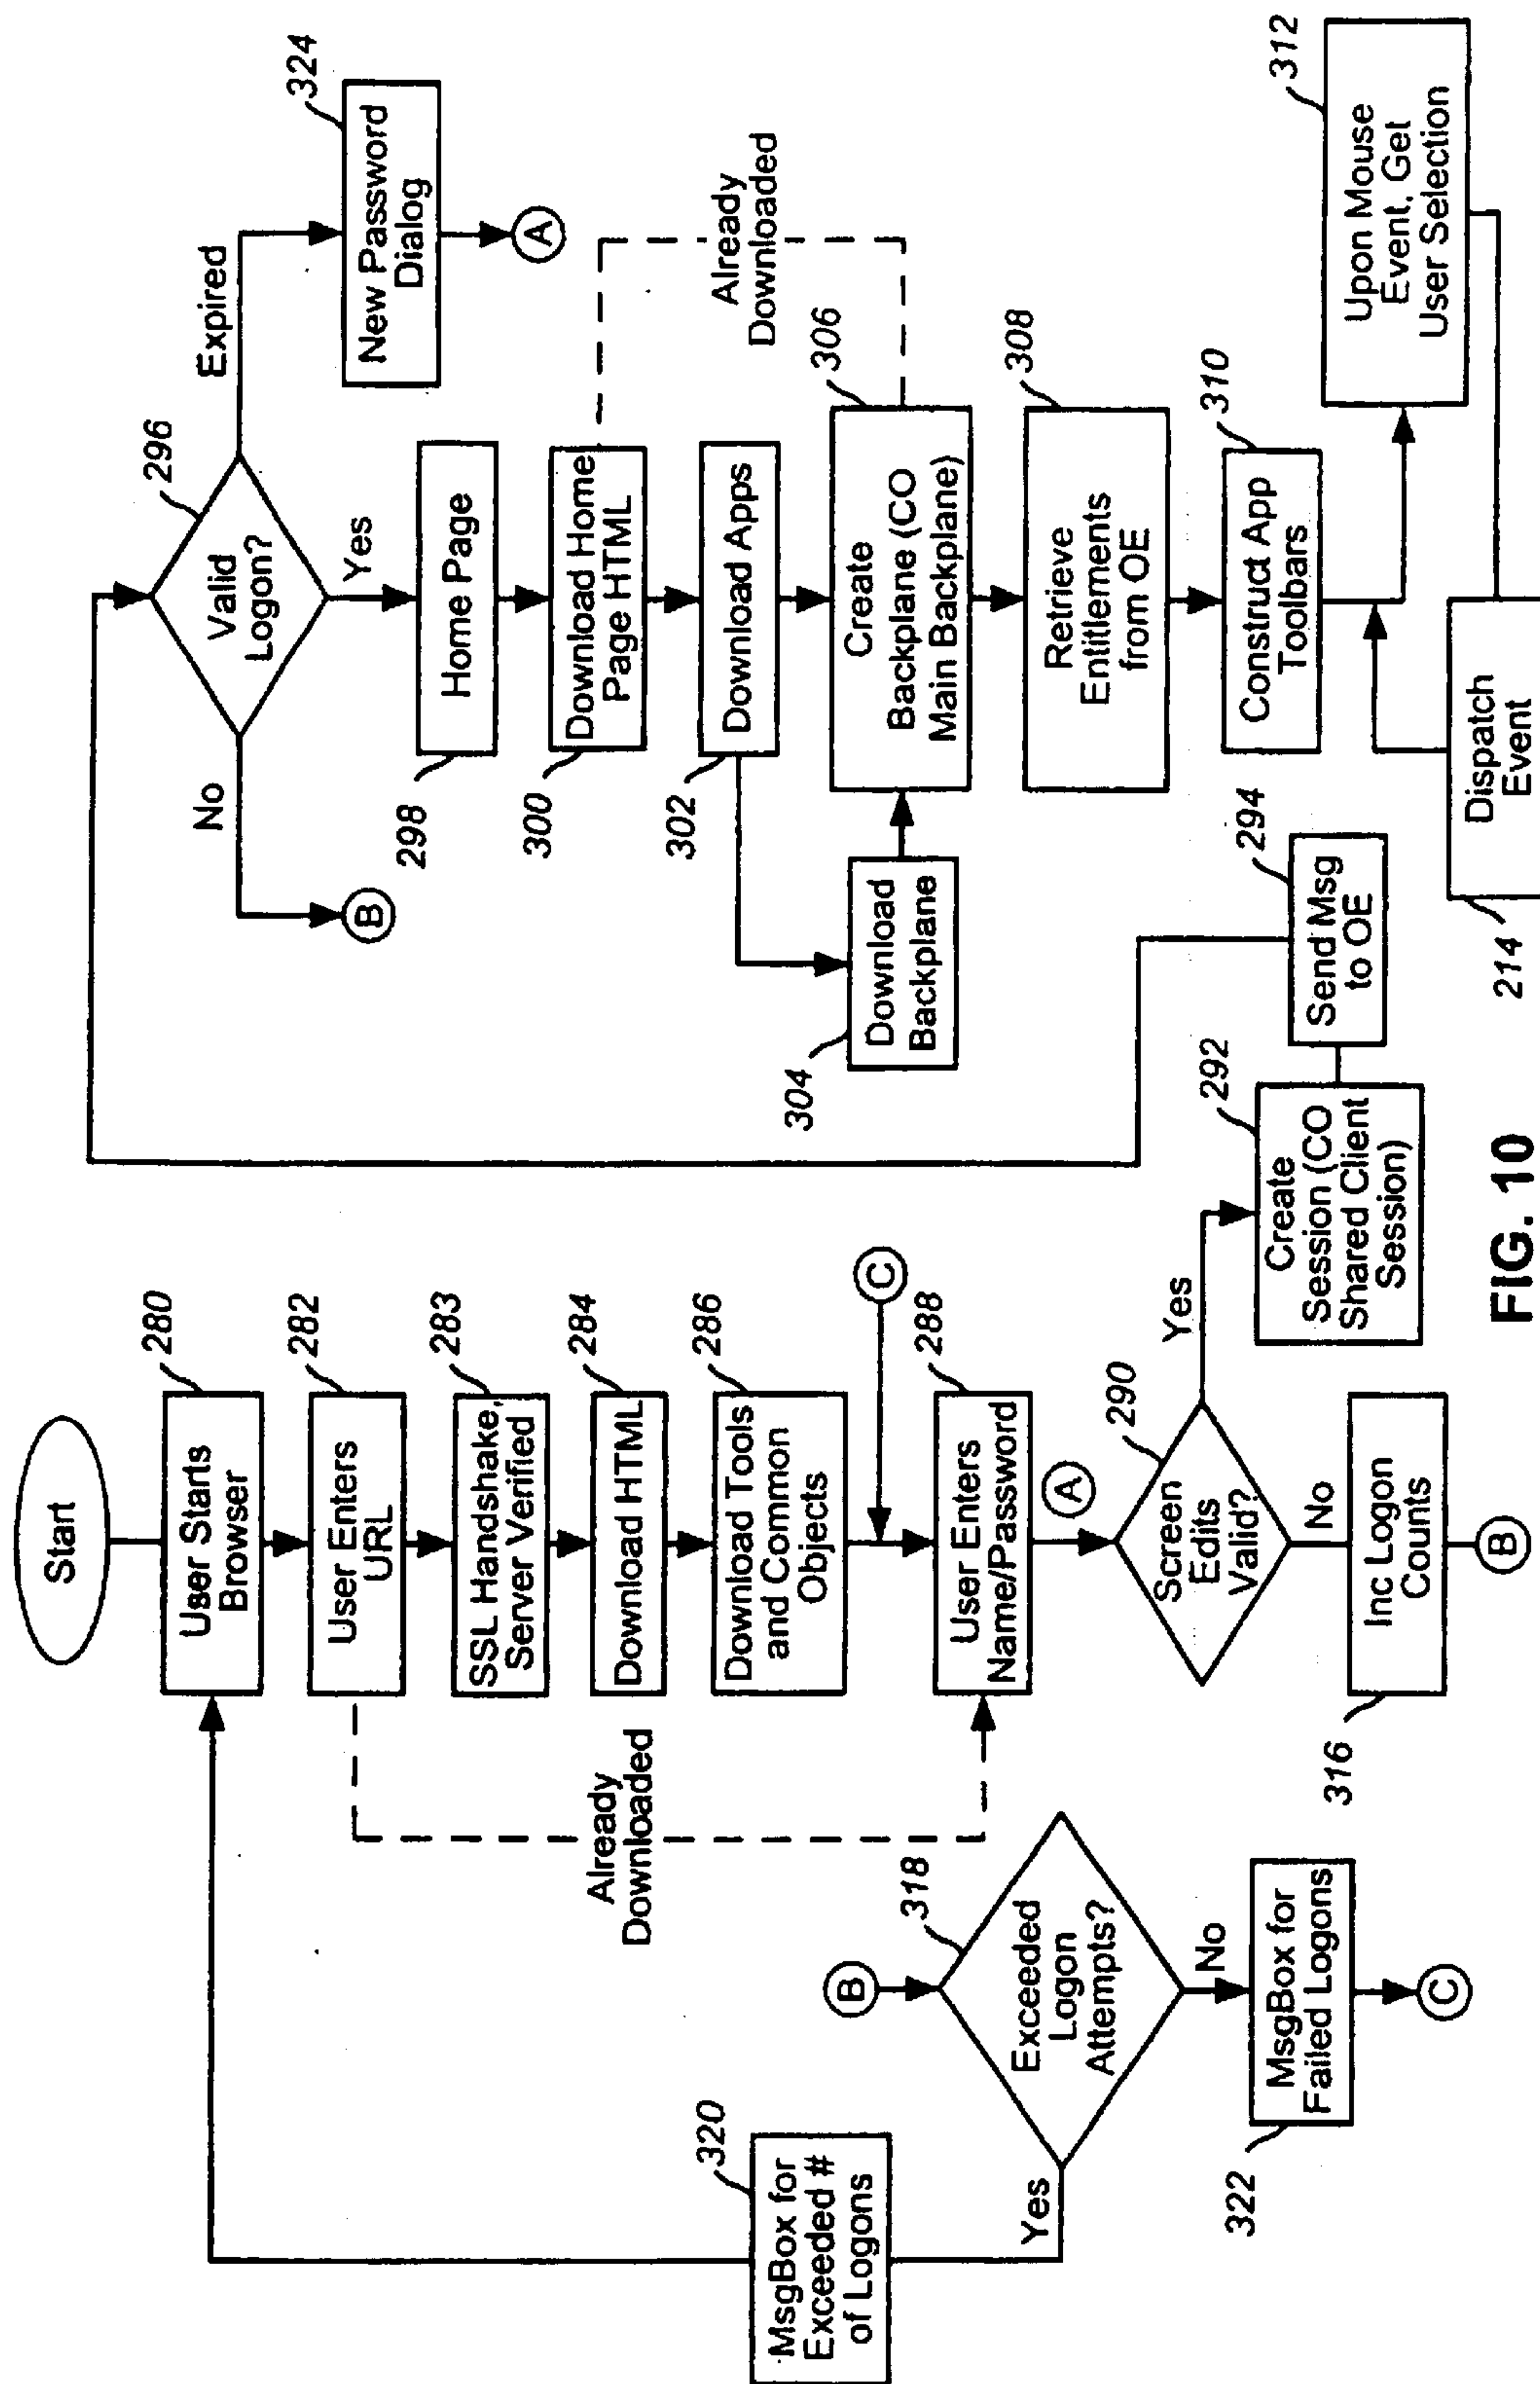 Start
280
User Starts
Browser
282
User Enters
URL
283
SSL Handshake,
Server Verified
284
Download HTML
286
Download Tools
and Common
Objects
C
288
User Enters
Name/Password
Already
Downloaded
A
290
Screen
Edits
Valid?
Yes
No
316
Inc Logon
Counts
B
292
Create
Session (CO
Shared Client
Session)
294
Send Msg
to OE
B
318
Exceeded
Logon
Attempts?
Yes
No
320
MsgBox for
Exceeded #
of Logons
322
MsgBox for
Failed Logons
C
296
Valid
Logon?
No
B
Yes
Expired
324
New Password
Dialog
A
298
Home Page
300
Download Home
Page HTML
302
Download Apps
Already
Downloaded
304
Download
Backplane
306
Create
Backplane (CO
Main Backplane)
308
Retrieve
Entitlements
from OE
310
Construct App
Toolbars
312
Upon Mouse
Event, Get
User Selection
214
Dispatch
Event
FIG. 10